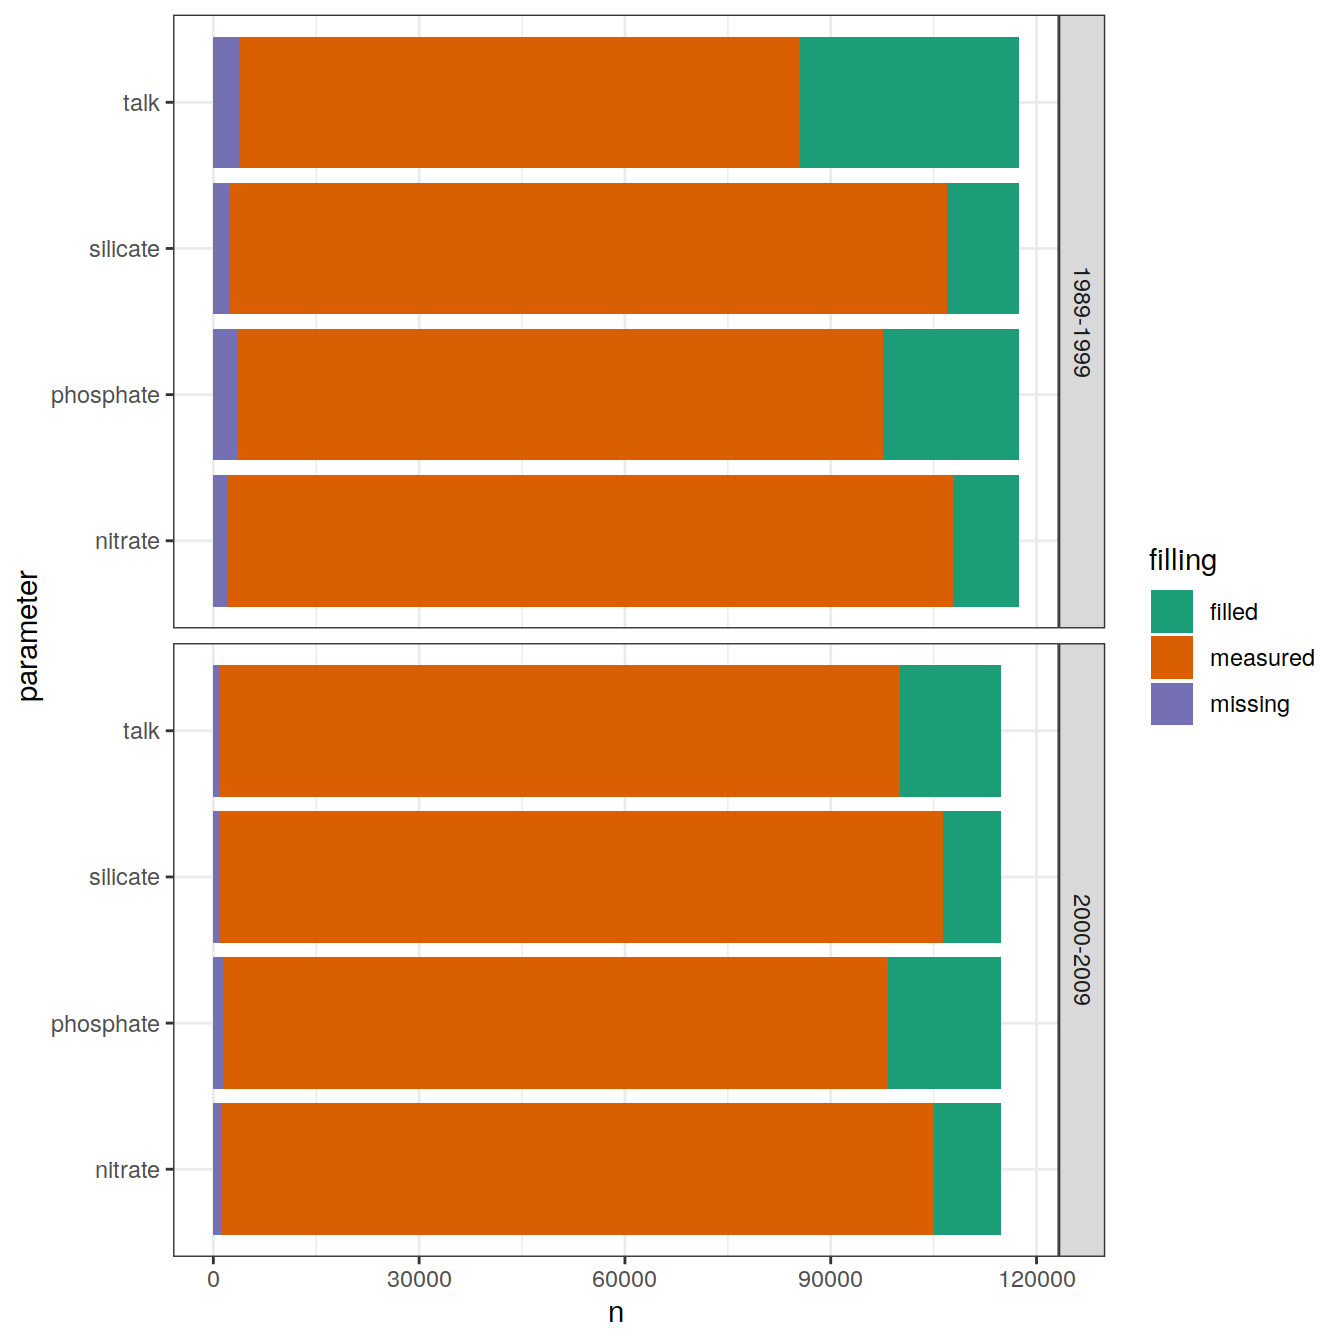 talk
silicate
phosphate
nitrate
1989-1999
talk
silicate
phosphate
nitrate
2000-2009
0 30000 60000 90000 120000
n
parameter
filling
filled
measured
missing